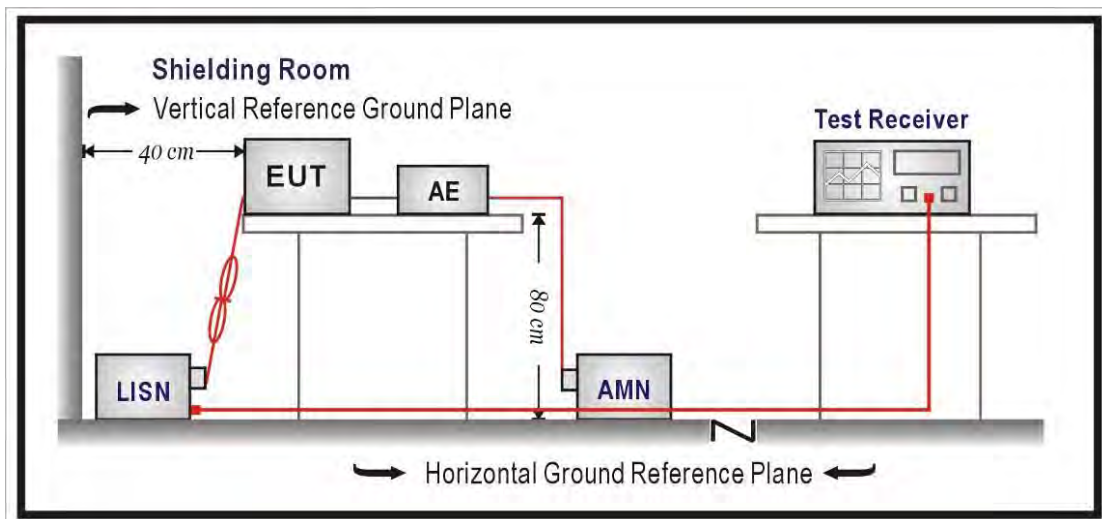 Shielding Room
Vertical Reference Ground Plane
Test Receiver
40 cm
EUT
AE
80 cm
LISN
AMN
Horizontal Ground Reference Plane